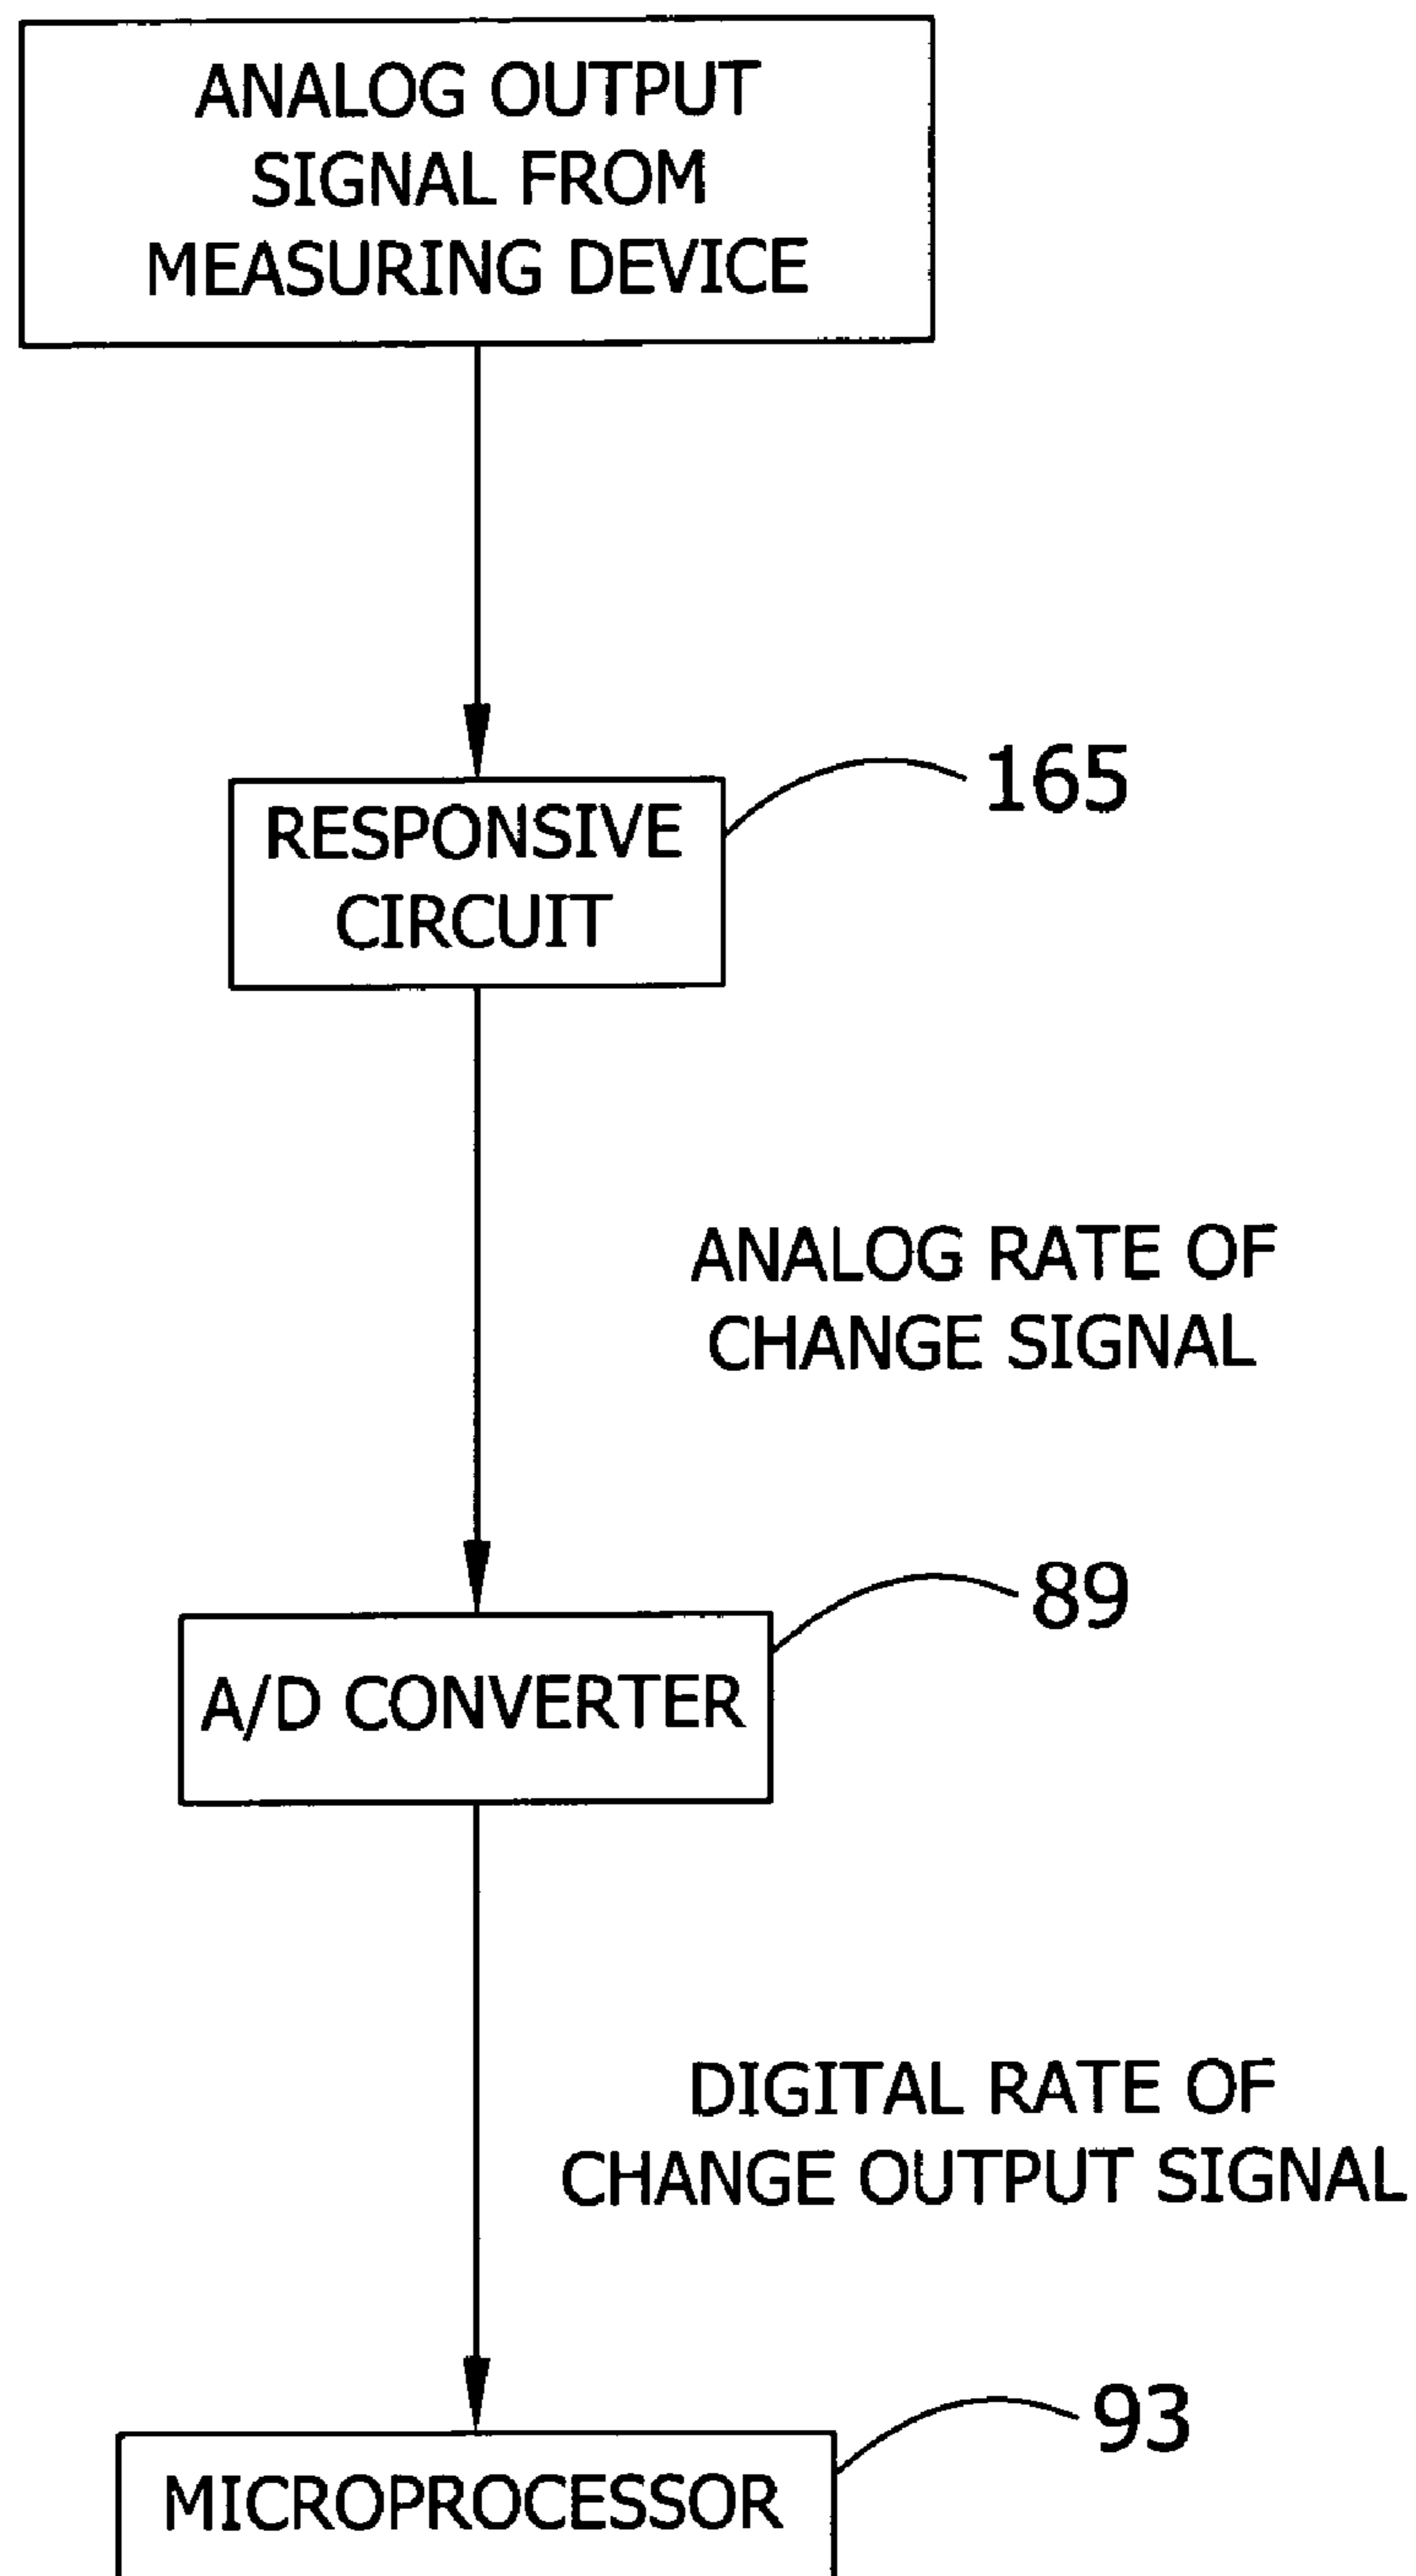 ANALOG OUTPUT
SIGNAL FROM
MEASURING DEVICE
165
RESPONSIVE
CIRCUIT
ANALOG RATE OF
CHANGE SIGNAL
89
A/D CONVERTER
DIGITAL RATE OF
CHANGE OUTPUT SIGNAL
93
MICROPROCESSOR